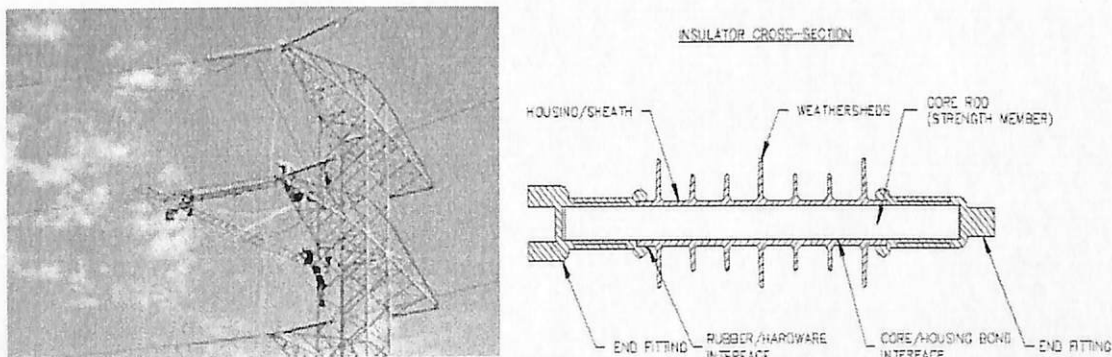 INSULATOR CROSS-SECTION
HOUSING/SHEATH
WEATHERSHEDS
CORE ROD
(STRENGTH MEMBER)
END FITTING
RUBBER/HARDWARE
INTERFACE
CORE/HOUSING BOND
INTERFACE
END FITTING